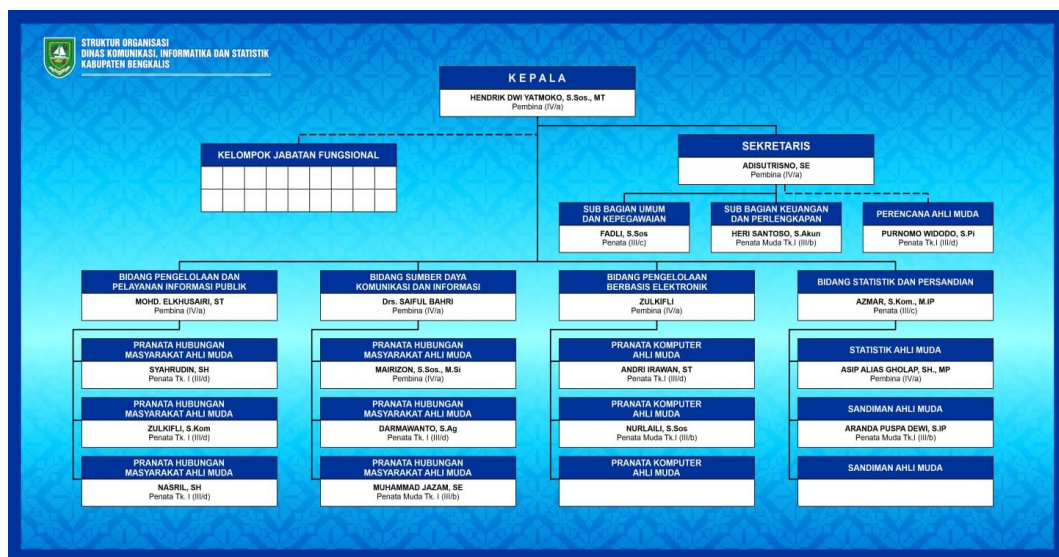 STRUKTUR ORGANISASI
DINAS KOMUNIKASI, INFORMATIKA DAN STATISTIK
KABUPATEN BENGKALIS
KEPALA
HENDRIK DWI YATMOKO, S.Sos., MT
Pembina (IV/a)
KELOMPOK JABATAN FUNGSIONAL
SEKRETARIS
ADISUTRISNO, SE
Pembina (IV/a)
SUB BAGIAN UMUM
DAN KEPEGAWAIAN
FADLI, S.Sos
Penata (III/c)
SUB BAGIAN KEUANGAN
DAN PERLENGKAPAN
HERI SANTOSO, S.Akun
Penata Muda Tk.I (III/b)
PERENCANA AHLI MUDA
PURNOMO WIDODO, S.Pi
Penata Tk.I (III/d)
BIDANG PENGELOLAAN DAN
PELAYANAN INFORMASI PUBLIK
MOHD. ELKHUSAIRI, ST
Pembina (IV/a)
PRANATA HUBUNGAN
MASYARAKAT AHLI MUDA
SYAHRUDIN, SH
Penata Tk. I (III/d)
PRANATA HUBUNGAN
MASYARAKAT AHLI MUDA
ZULKIFLI, S.Kom
Penata Tk. I (III/d)
PRANATA HUBUNGAN
MASYARAKAT AHLI MUDA
NASRIL, SH
Penata Tk. I (III/d)
BIDANG SUMBER DAYA
KOMUNIKASI DAN INFORMASI
Drs. SAIFUL BAHRI
Pembina (IV/a)
PRANATA HUBUNGAN
MASYARAKAT AHLI MUDA
MAIRIZON, S.Sos., M.Si
Pembina (IV/a)
PRANATA HUBUNGAN
MASYARAKAT AHLI MUDA
DARMAWANTO, S.Ag
Penata Tk. I (III/d)
PRANATA HUBUNGAN
MASYARAKAT AHLI MUDA
MUHAMMAD JAZAM, SE
Penata Muda Tk. I (III/b)
BIDANG PENGELOLAAN
BERBASIS ELEKTRONIK
ZULKIFLI
Pembina (IV/a)
PRANATA KOMPUTER
AHLI MUDA
ANDRI IRAWAN, ST
Penata Tk.I (III/d)
PRANATA KOMPUTER
AHLI MUDA
NURLAILI, S.Sos
Penata Muda Tk.I (III/b)
PRANATA KOMPUTER
AHLI MUDA
BIDANG STATISTIK DAN PERSANDIAN
AZMAR, S.Kom., M.IP
Penata (III/c)
STATISTIK AHLI MUDA
ASIP ALIAS GHOLAP, SH., MP
Pembina (IV/a)
SANDIMAN AHLI MUDA
ARANDA PUSPA DEWI, S.IP
Penata Muda Tk.I (III/b)
SANDIMAN AHLI MUDA